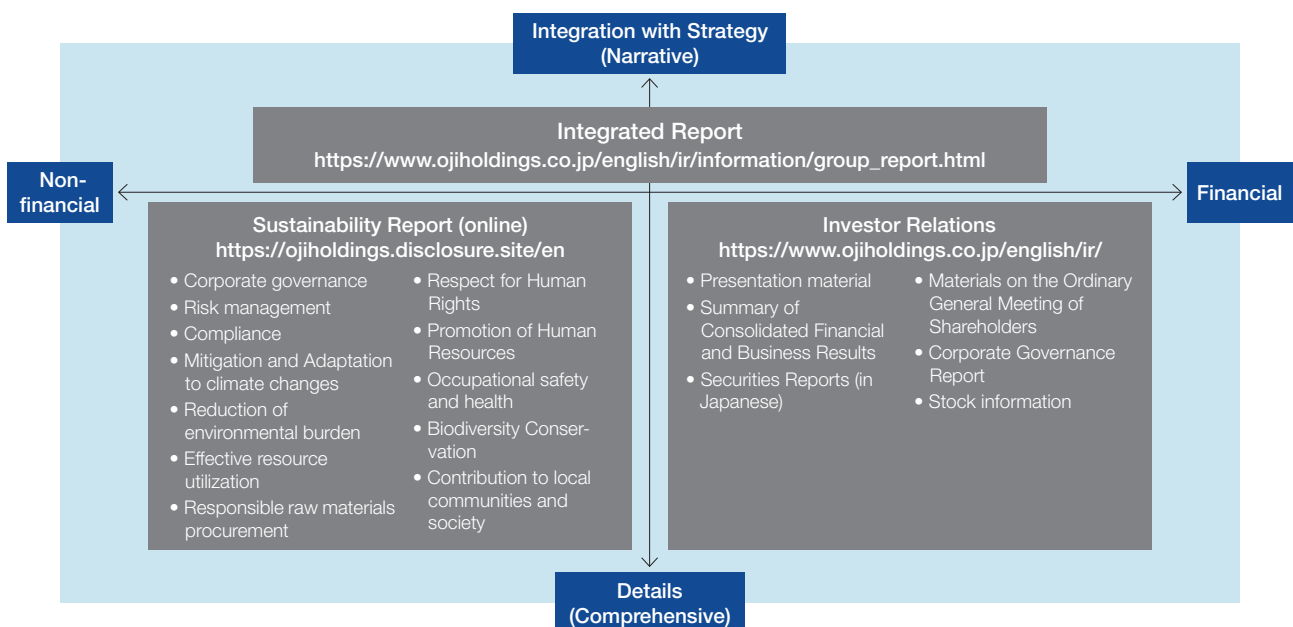 Integration with Strategy
(Narrative)
Integrated Report
https://www.ojiholdings.co.jp/english/ir/information/group_report.html
Non-
financial
Financial
Sustainability Report (online)
https://ojiholdings.disclosure.site/en
• Corporate governance
• Risk management
• Compliance
• Mitigation and Adaptation
to climate changes
• Reduction of
environmental burden
• Effective resource
utilization
• Responsible raw materials
procurement
• Respect for Human
Rights
• Promotion of Human
Resources
• Occupational safety
and health
• Biodiversity Conser-
vation
• Contribution to local
communities and
society
Investor Relations
https://www.ojiholdings.co.jp/english/ir/
• Presentation material
• Summary of
Consolidated Financial
and Business Results
• Securities Reports (in
Japanese)
• Materials on the Ordinary
General Meeting of
Shareholders
• Corporate Governance
Report
• Stock information
Details
(Comprehensive)